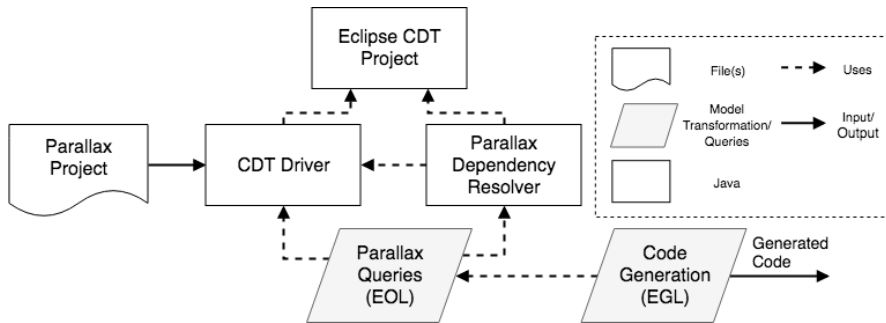 Eclipse CDT
Project
Parallax
Project
CDT Driver
Parallax
Dependency
Resolver
Parallax
Queries
(EOL)
Code
Generation
(EGL)
Generated
Code
File(s)
Uses
Model
Transformation/
Queries
Input/
Output
Java